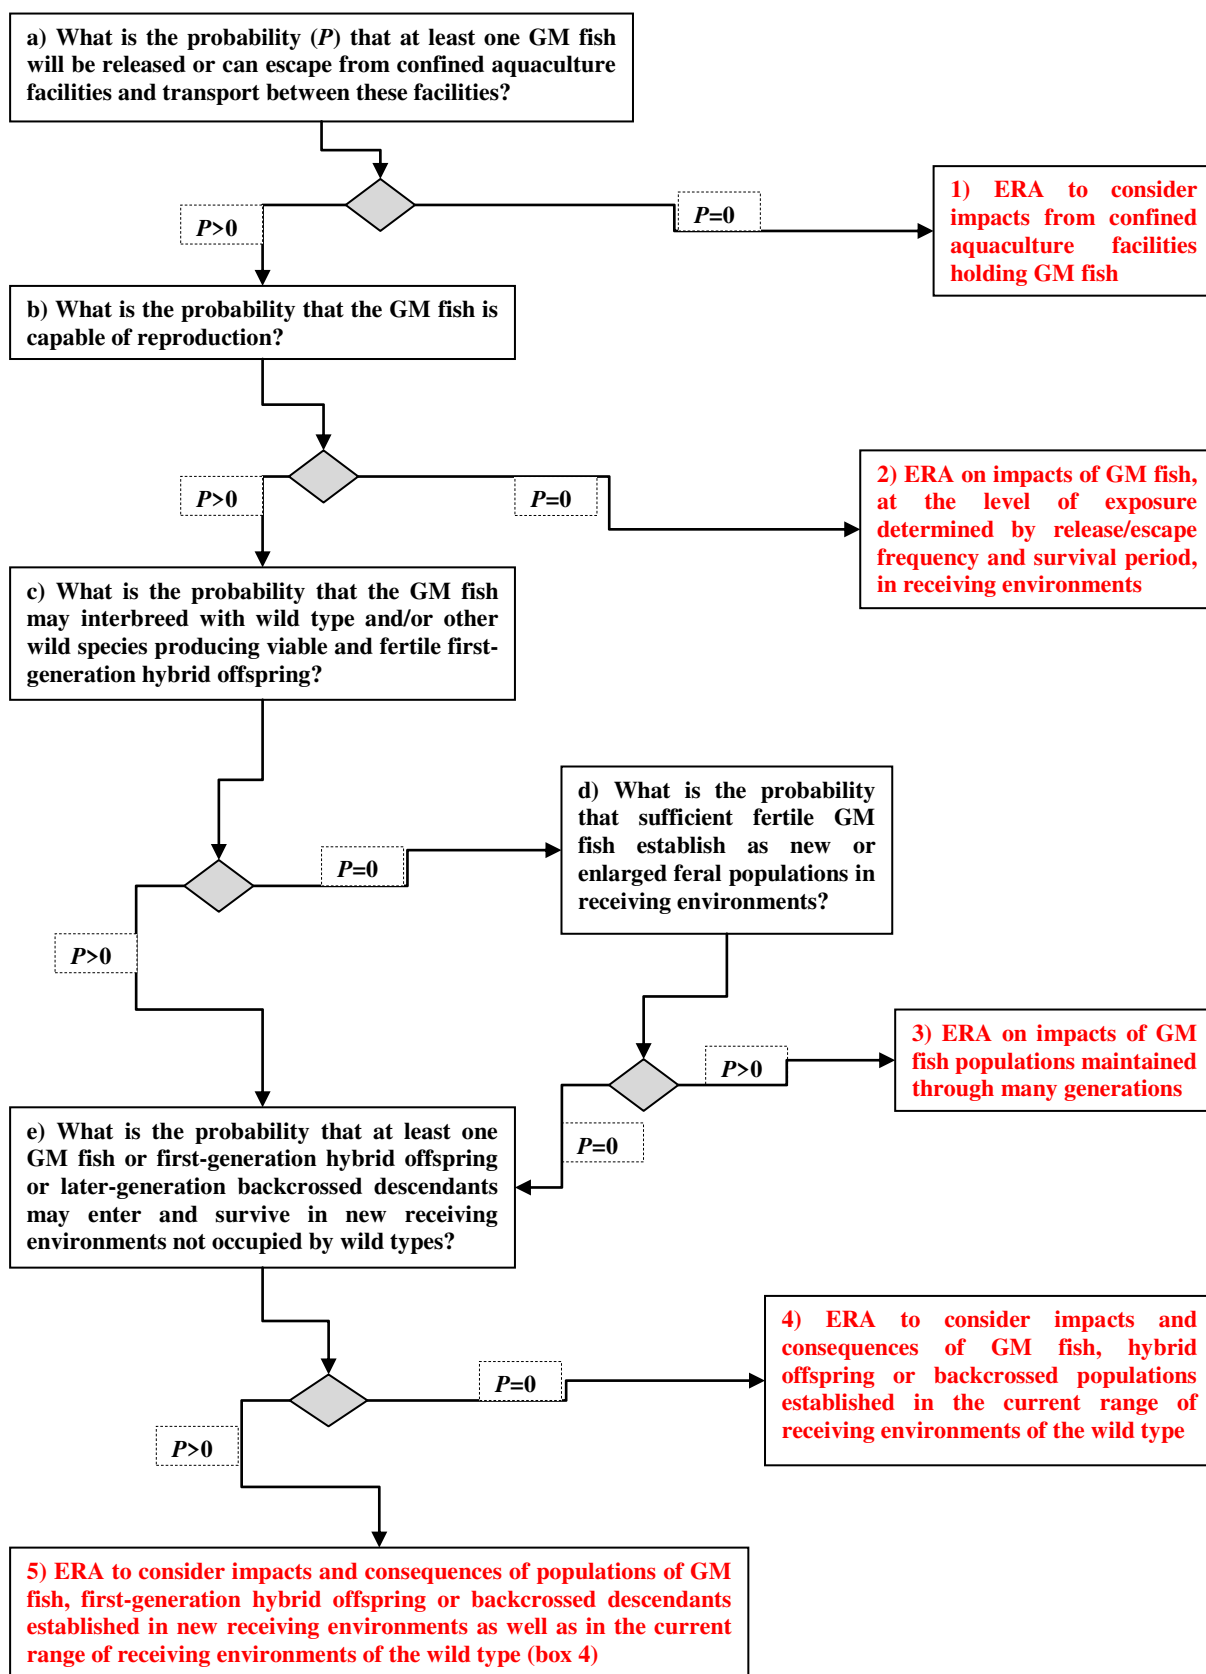 a) What is the probability (P) that at least one GM fish
will be released or can escape from confined aquaculture
facilities and transport between these facilities?
P>0
P=0
1) ERA to consider
impacts from confined
aquaculture facilities
holding GM fish
b) What is the probability that the GM fish is
capable of reproduction?
P>0
P=0
2) ERA on impacts of GM fish,
at the level of exposure
determined by release/escape
frequency and survival period,
in receiving environments
c) What is the probability that the GM fish
may interbreed with wild type and/or other
wild species producing viable and fertile first-
generation hybrid offspring?
P=0
P>0
d) What is the probability
that sufficient fertile GM
fish establish as new or
enlarged feral populations in
receiving environments?
P>0
P=0
3) ERA on impacts of GM
fish populations maintained
through many generations
e) What is the probability that at least one
GM fish or first-generation hybrid offspring
or later-generation backcrossed descendants
may enter and survive in new receiving
environments not occupied by wild types?
P=0
P>0
4) ERA to consider impacts and
consequences of GM fish, hybrid
offspring or backcrossed populations
established in the current range of
receiving environments of the wild type
5) ERA to consider impacts and consequences of populations of GM
fish, first-generation hybrid offspring or backcrossed descendants
established in new receiving environments as well as in the current
range of receiving environments of the wild type (box 4)